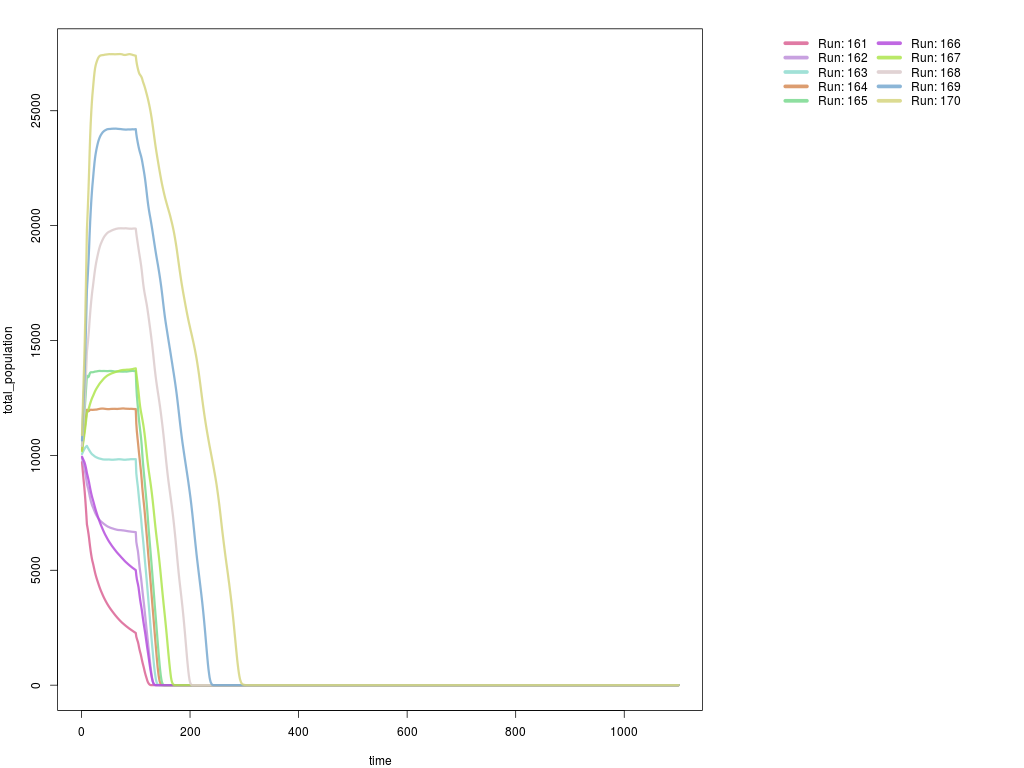 Run: 161 Run: 166
Run: 162 Run: 167
Run: 163 Run: 168
Run: 164 Run: 169
Run: 165 Run: 170
total_population
25000
20000
15000
10000
5000
0
0 200 400 600 800 1000
time